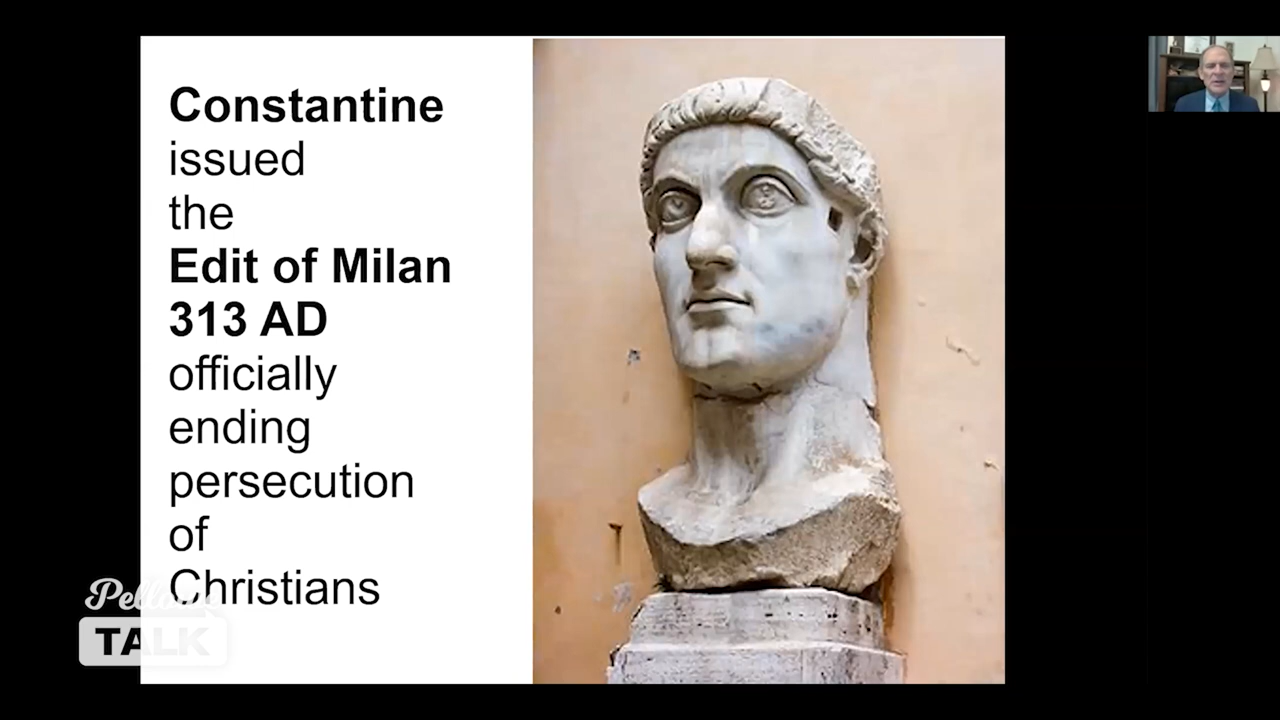 Constantine
issued
the
Edit of Milan
313 AD
officially
ending
persecution
of
Christians
TALK